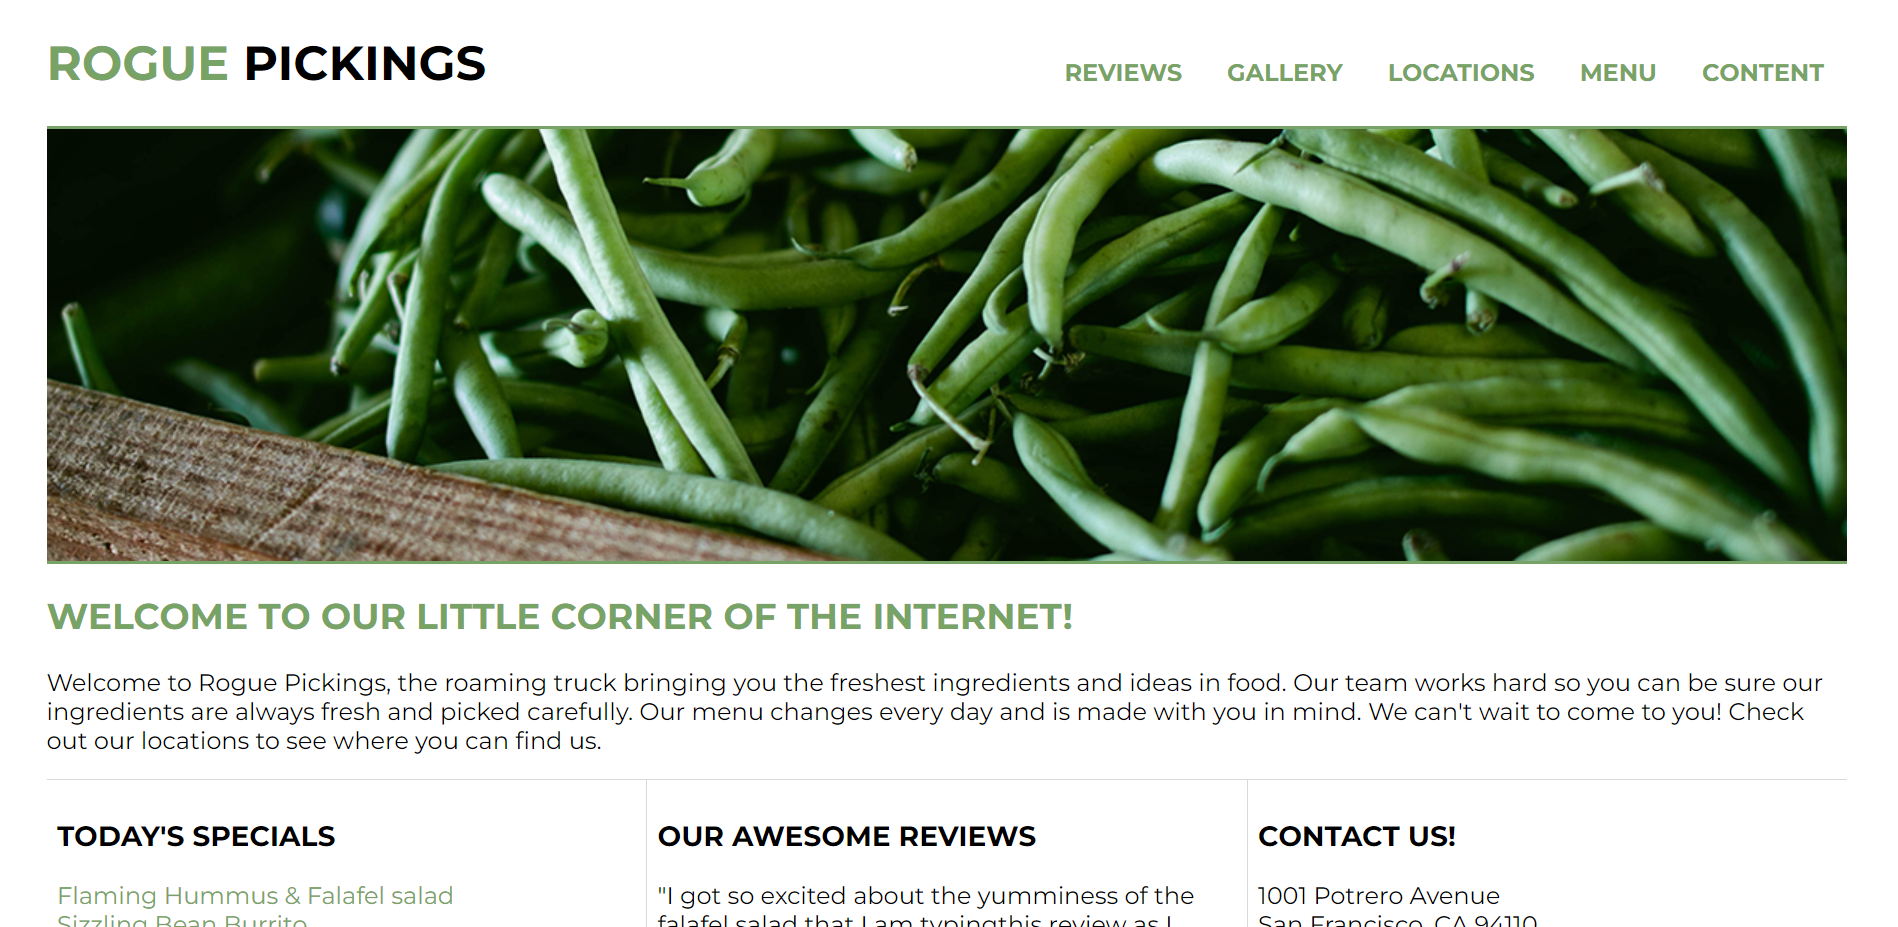 ROGUE PICKINGS
REVIEWS GALLERY LOCATIONS MENU CONTENT
WELCOME TO OUR LITTLE CORNER OF THE INTERNET!
Welcome to Rogue Pickings, the roaming truck bringing you the freshest ingredients and ideas in food. Our team works hard so you can be sure our
ingredients are always fresh and picked carefully. Our menu changes every day and is made with you in mind. We can't wait to come to you! Check
out our locations to see where you can find us.
TODAY'S SPECIALS
Flaming Hummus & Falafel salad
Sizzling Bean Burrito
OUR AWESOME REVIEWS
"I got so excited about the yumminess of the
falafel salad that I am typingthis review as I
CONTACT US!
1001 Potrero Avenue
San Francisco, CA 94110